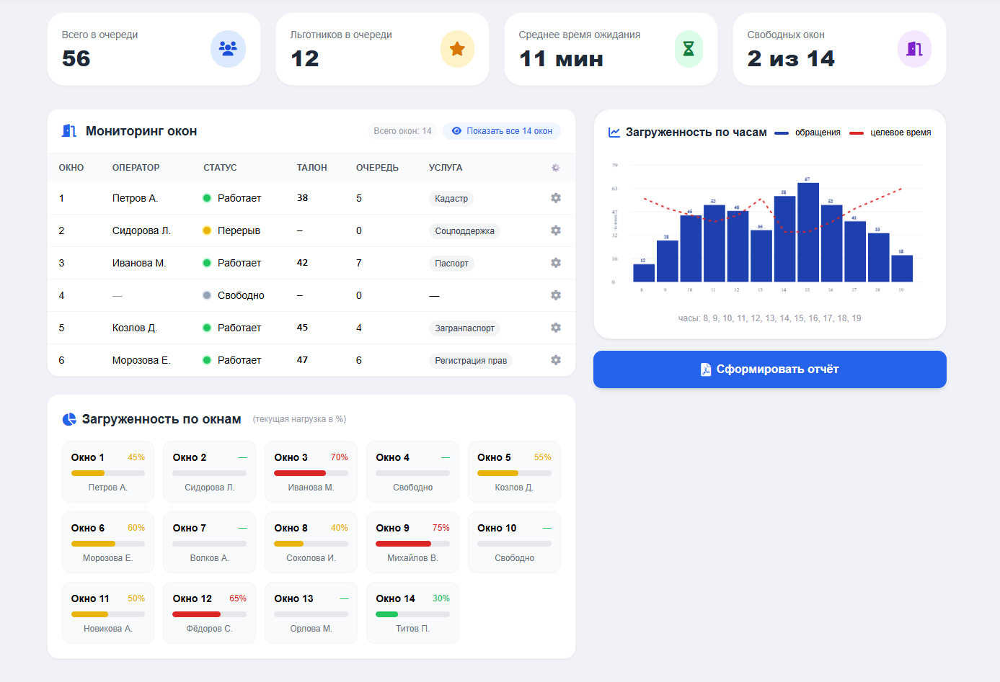 Всего в очереди
56
Льготников в очереди
12
Среднее время ожидания
11 мин
Свободных окон
2 из 14
Мониторинг окон
Всего окон: 14
Показать все 14 окон
ОКНО ОПЕРАТОР СТАТУС ТАЛОН ОЧЕРЕДЬ УСЛУГА
1 Петров А. Работает 38 5 Кадастр
2 Сидорова Л. Перерыв – 0 Соцподдержка
3 Иванова М. Работает 42 7 Паспорт
4 — Свободно – 0 —
5 Козлов Д. Работает 45 4 Загранпаспорт
6 Морозова Е. Работает 47 6 Регистрация прав
Загруженность по часам
обращения
целевое время
79
63
47
32
16
0
12 28 45 52 48 35 58 67 52 41 33 18
8 9 10 11 12 13 14 15 16 17 18 19
часы: 8, 9, 10, 11, 12, 13, 14, 15, 16, 17, 18, 19
Сформировать отчёт
Загруженность по окнам
(текущая нагрузка в %)
Окно 1 45%
Петров А.
Окно 2 —
Сидорова Л.
Окно 3 70%
Иванова М.
Окно 4 —
Свободно
Окно 5 55%
Козлов Д.
Окно 6 60%
Морозова Е.
Окно 7 —
Волков А.
Окно 8 40%
Соколова И.
Окно 9 75%
Михайлов В.
Окно 10 —
Свободно
Окно 11 50%
Новикова А.
Окно 12 65%
Фёдоров С.
Окно 13 —
Орлова М.
Окно 14 30%
Титов П.